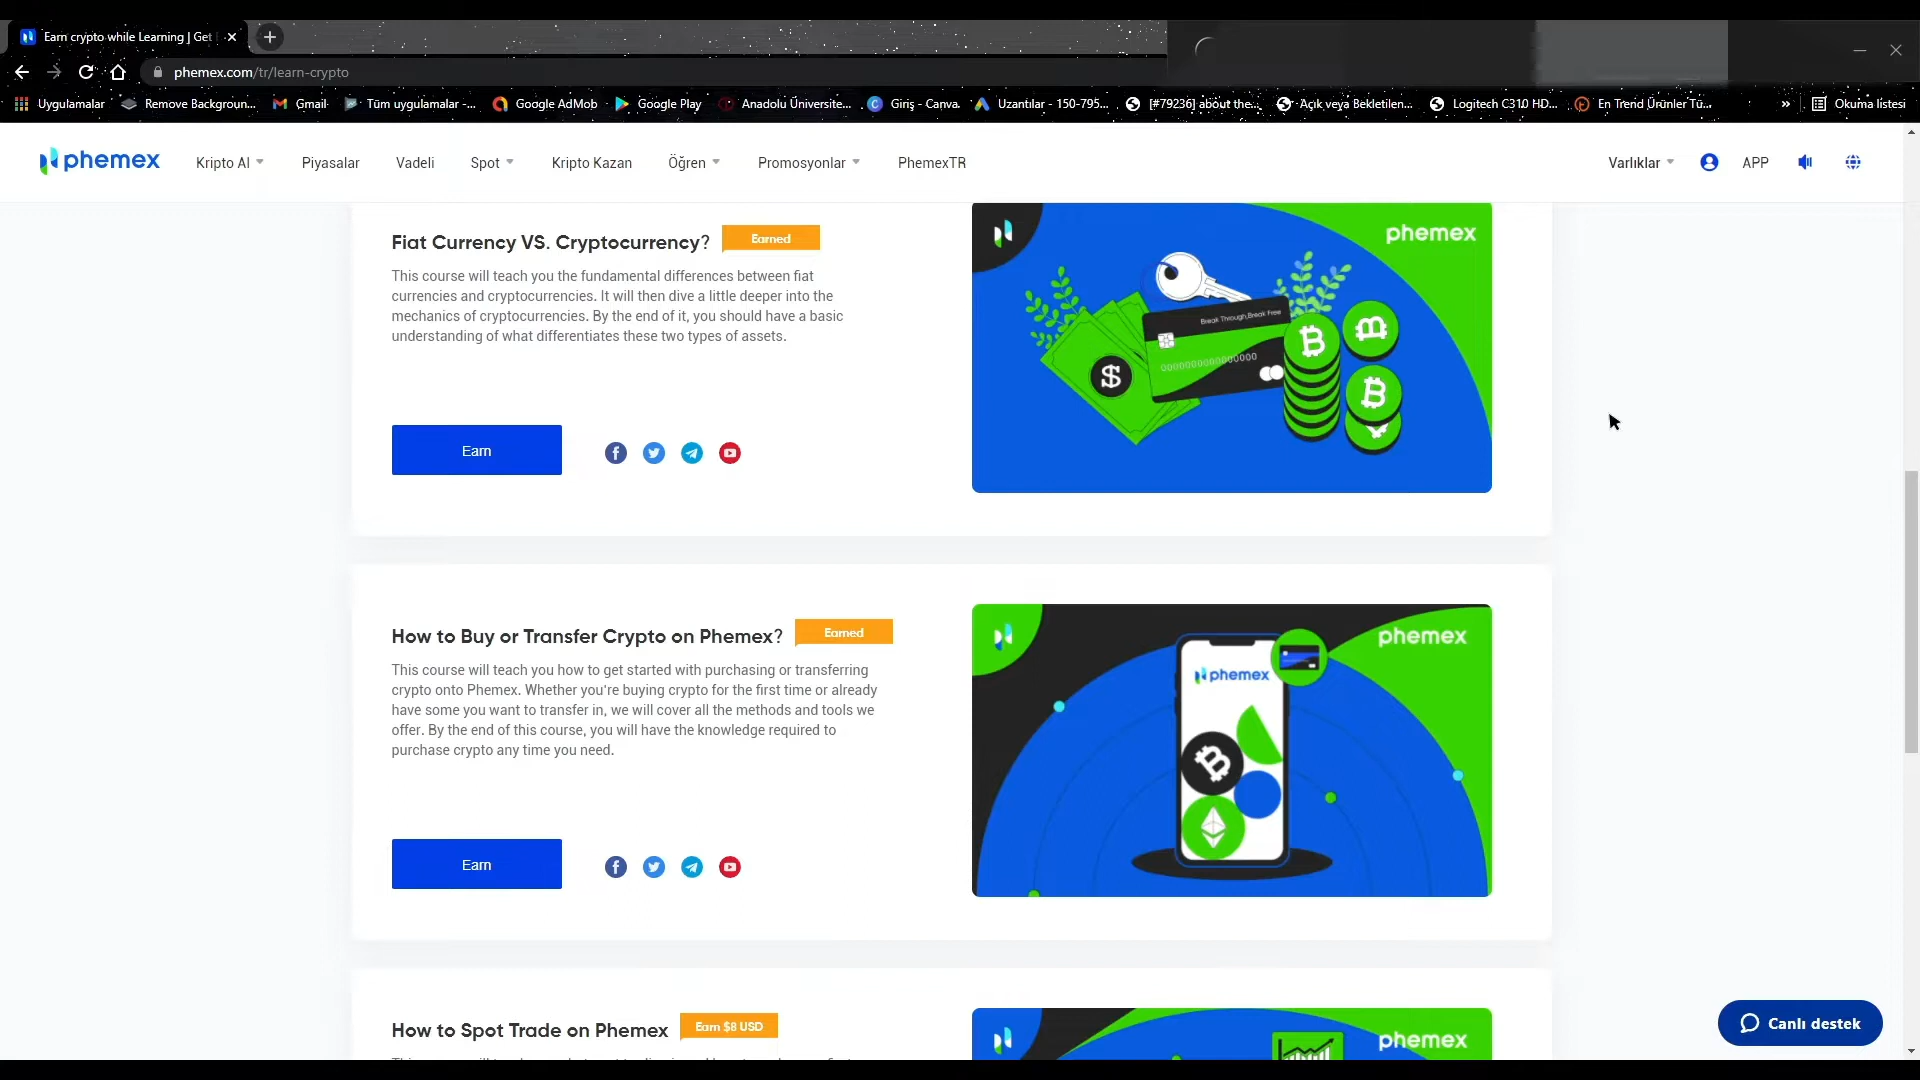 Earn crypto while Learning | Get
phemex.com/tr/learn-crypto
Uygulamalar Remove Backgroun... Gmail Tüm uygulamalar -... Google AdMob Google Play Anadolu Üniversite... Giriş - Canva Uzantılar - 150-795... [#79236] about the... Açık veya Bekletilen... Logitech C310 HD... En Trend Ürünler Tü... » Okuma listesi
phemex Kripto Al Piyasalar Vadeli Spot Kripto Kazan Öğren Promosyonlar PhemexTR Varlıklar APP
Fiat Currency VS. Cryptocurrency? Earned
This course will teach you the fundamental differences between fiat
currencies and cryptocurrencies. It will then dive a little deeper into the
mechanics of cryptocurrencies. By the end of it, you should have a basic
understanding of what differentiates these two types of assets.
Earn
phemex
Break Through,Break Free
0000000000000000
$
How to Buy or Transfer Crypto on Phemex? Earned
This course will teach you how to get started with purchasing or transferring
crypto onto Phemex. Whether you're buying crypto for the first time or already
have some you want to transfer in, we will cover all the methods and tools we
offer. By the end of this course, you will have the knowledge required to
purchase crypto any time you need.
Earn
phemex
phemex
How to Spot Trade on Phemex Earn $8 USD
phemex
Canlı destek